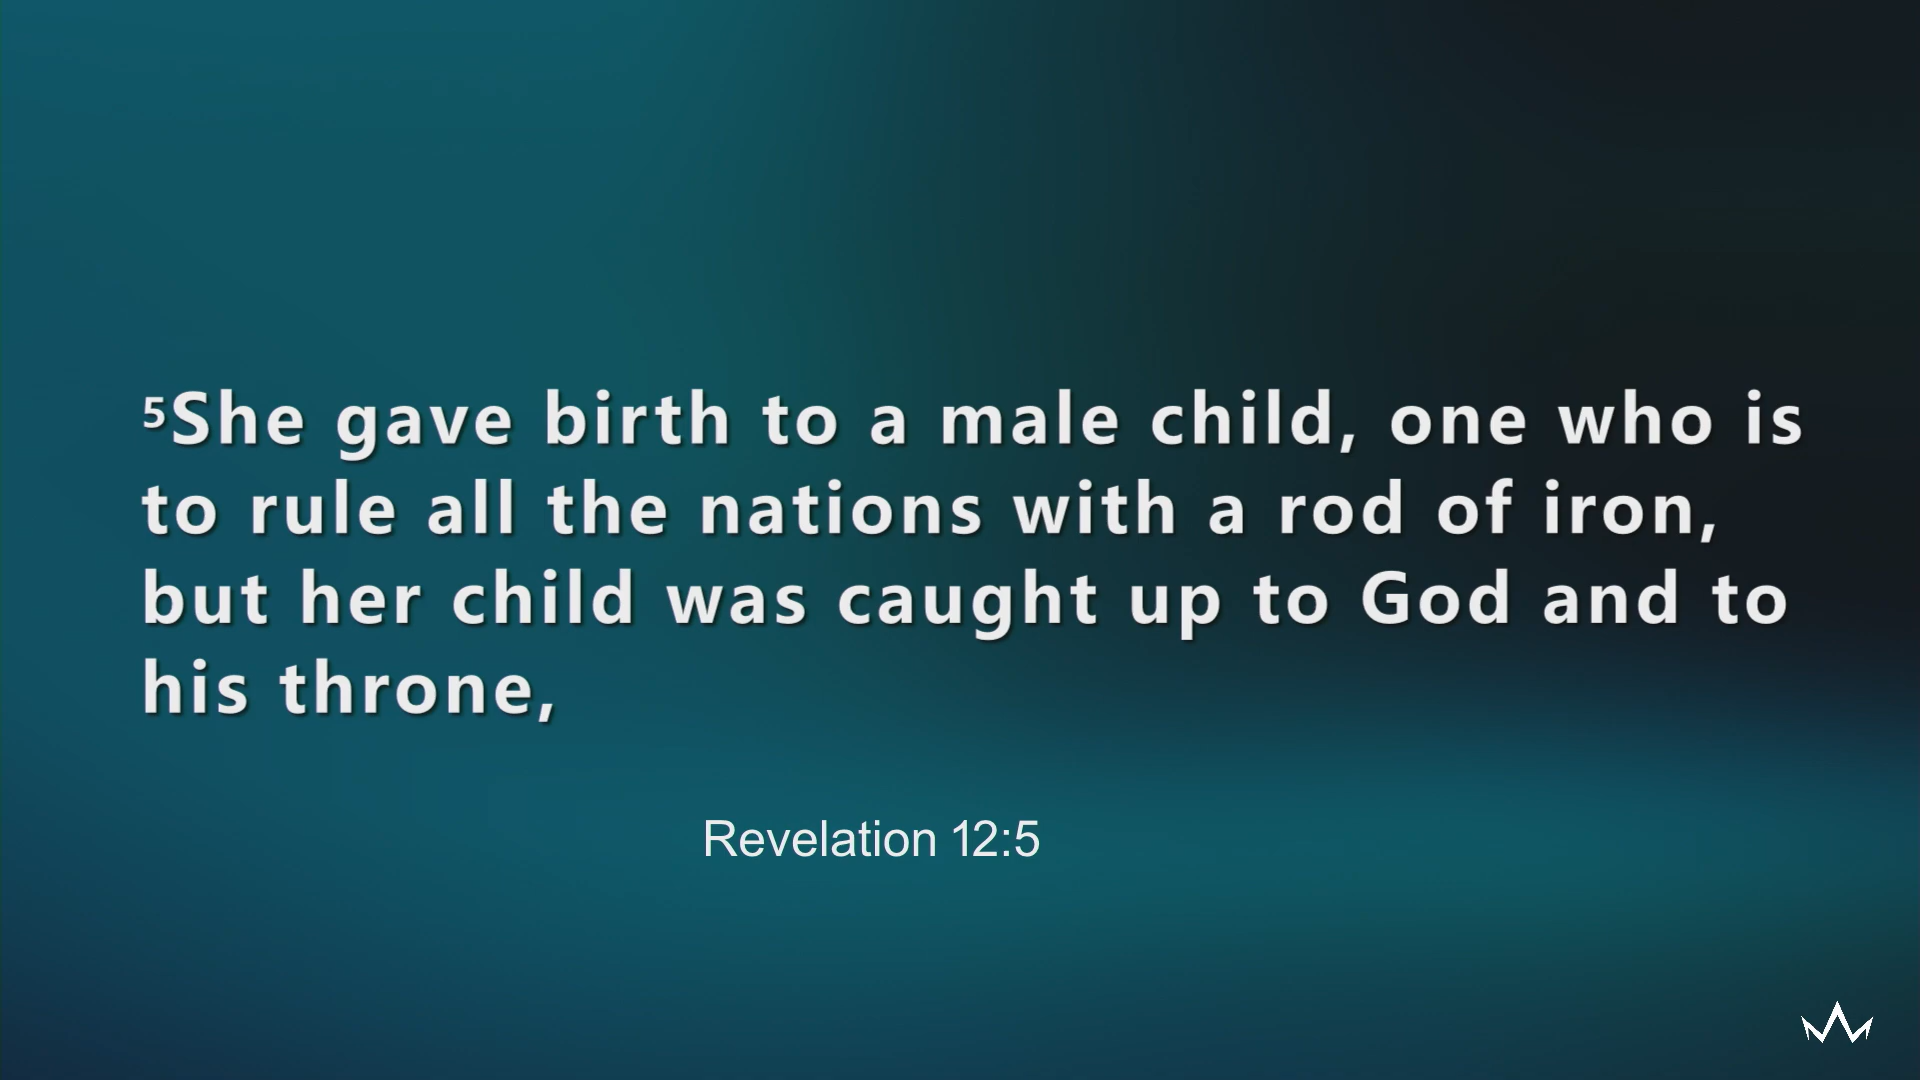 ⁵She gave birth to a male child, one who is
to rule all the nations with a rod of iron,
but her child was caught up to God and to
his throne,
Revelation 12:5